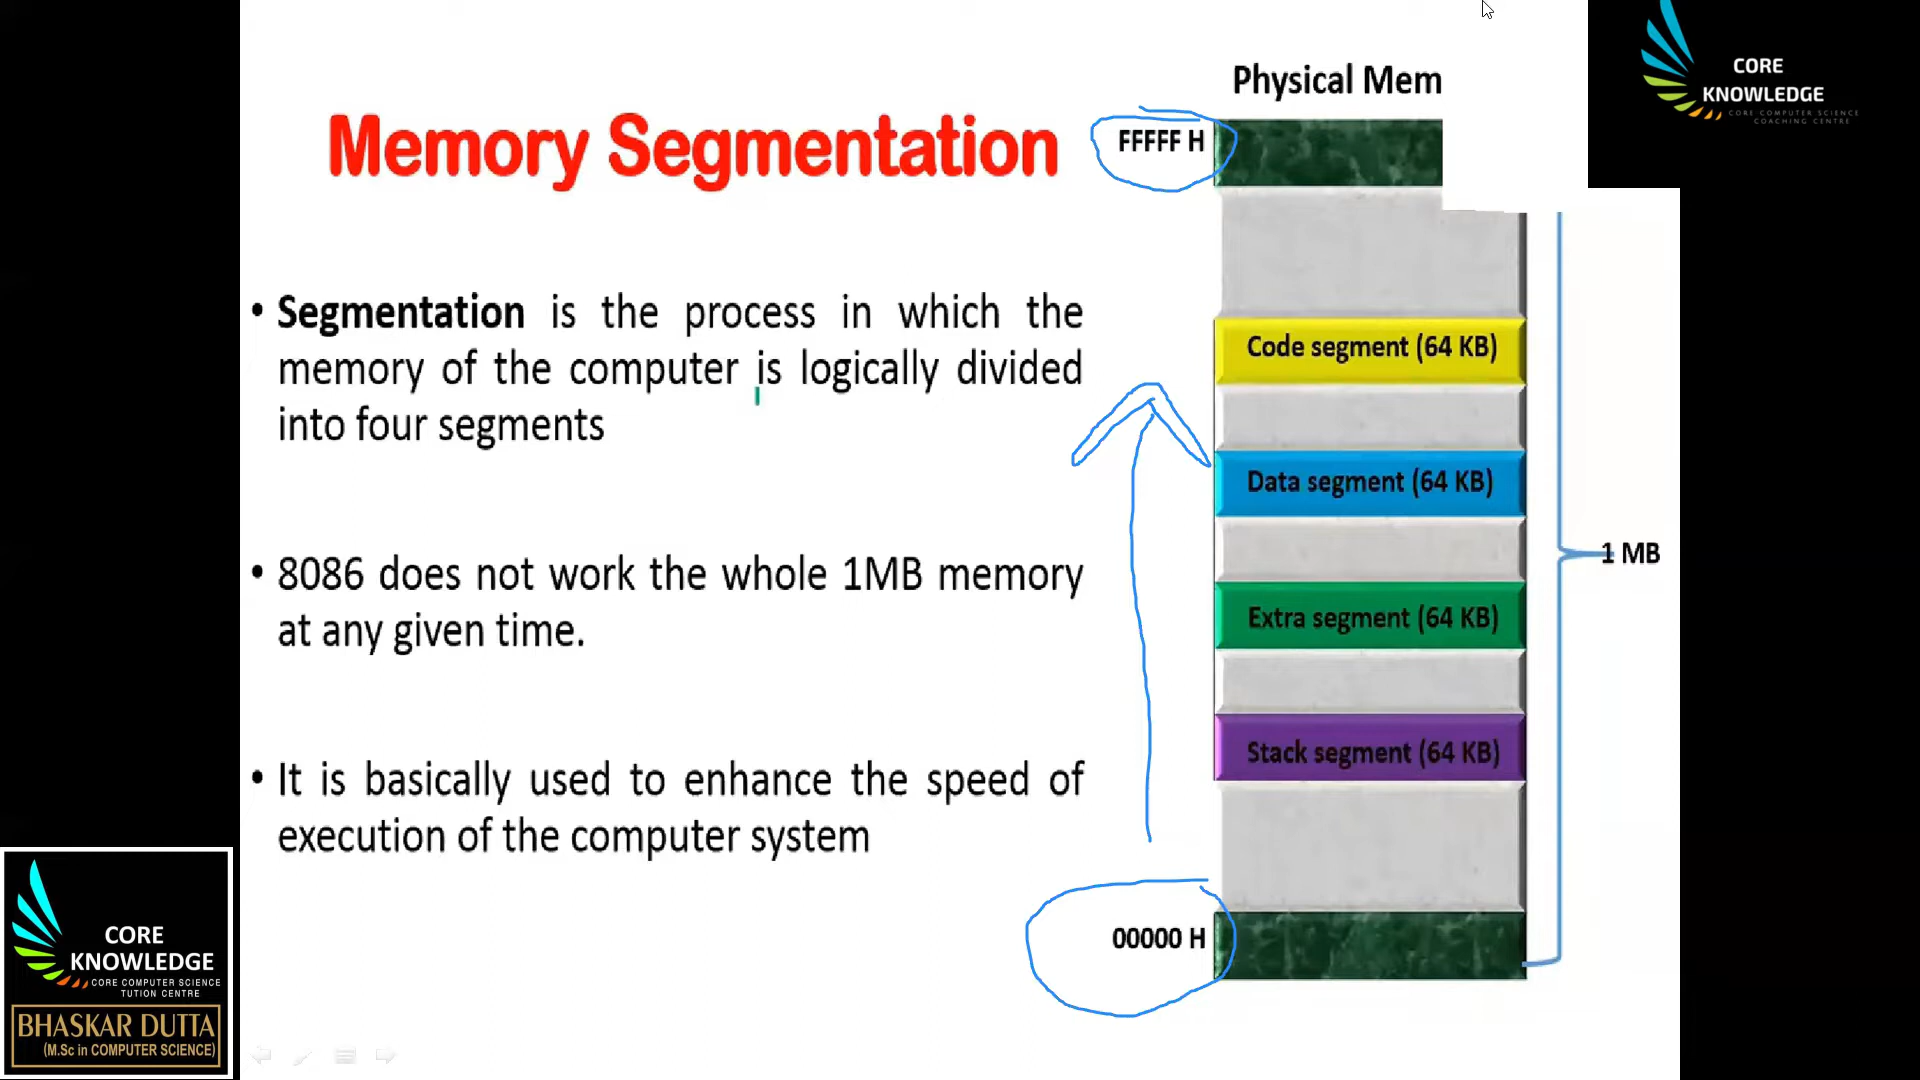 CORE
KNOWLEDGE
CORE COMPUTER SCIENCE
COACHING CENTRE
Physical Mem
Memory Segmentation
• Segmentation is the process in which the
memory of the computer is logically divided
into four segments
• 8086 does not work the whole 1MB memory
at any given time.
• It is basically used to enhance the speed of
execution of the computer system
FFFFF H
Code segment (64 KB)
Data segment (64 KB)
1 MB
Extra segment (64 KB)
Stack segment (64 KB)
00000 H
CORE
KNOWLEDGE
CORE COMPUTER SCIENCE
TUTION CENTRE
BHASKAR DUTTA
(M.Sc in COMPUTER SCIENCE)